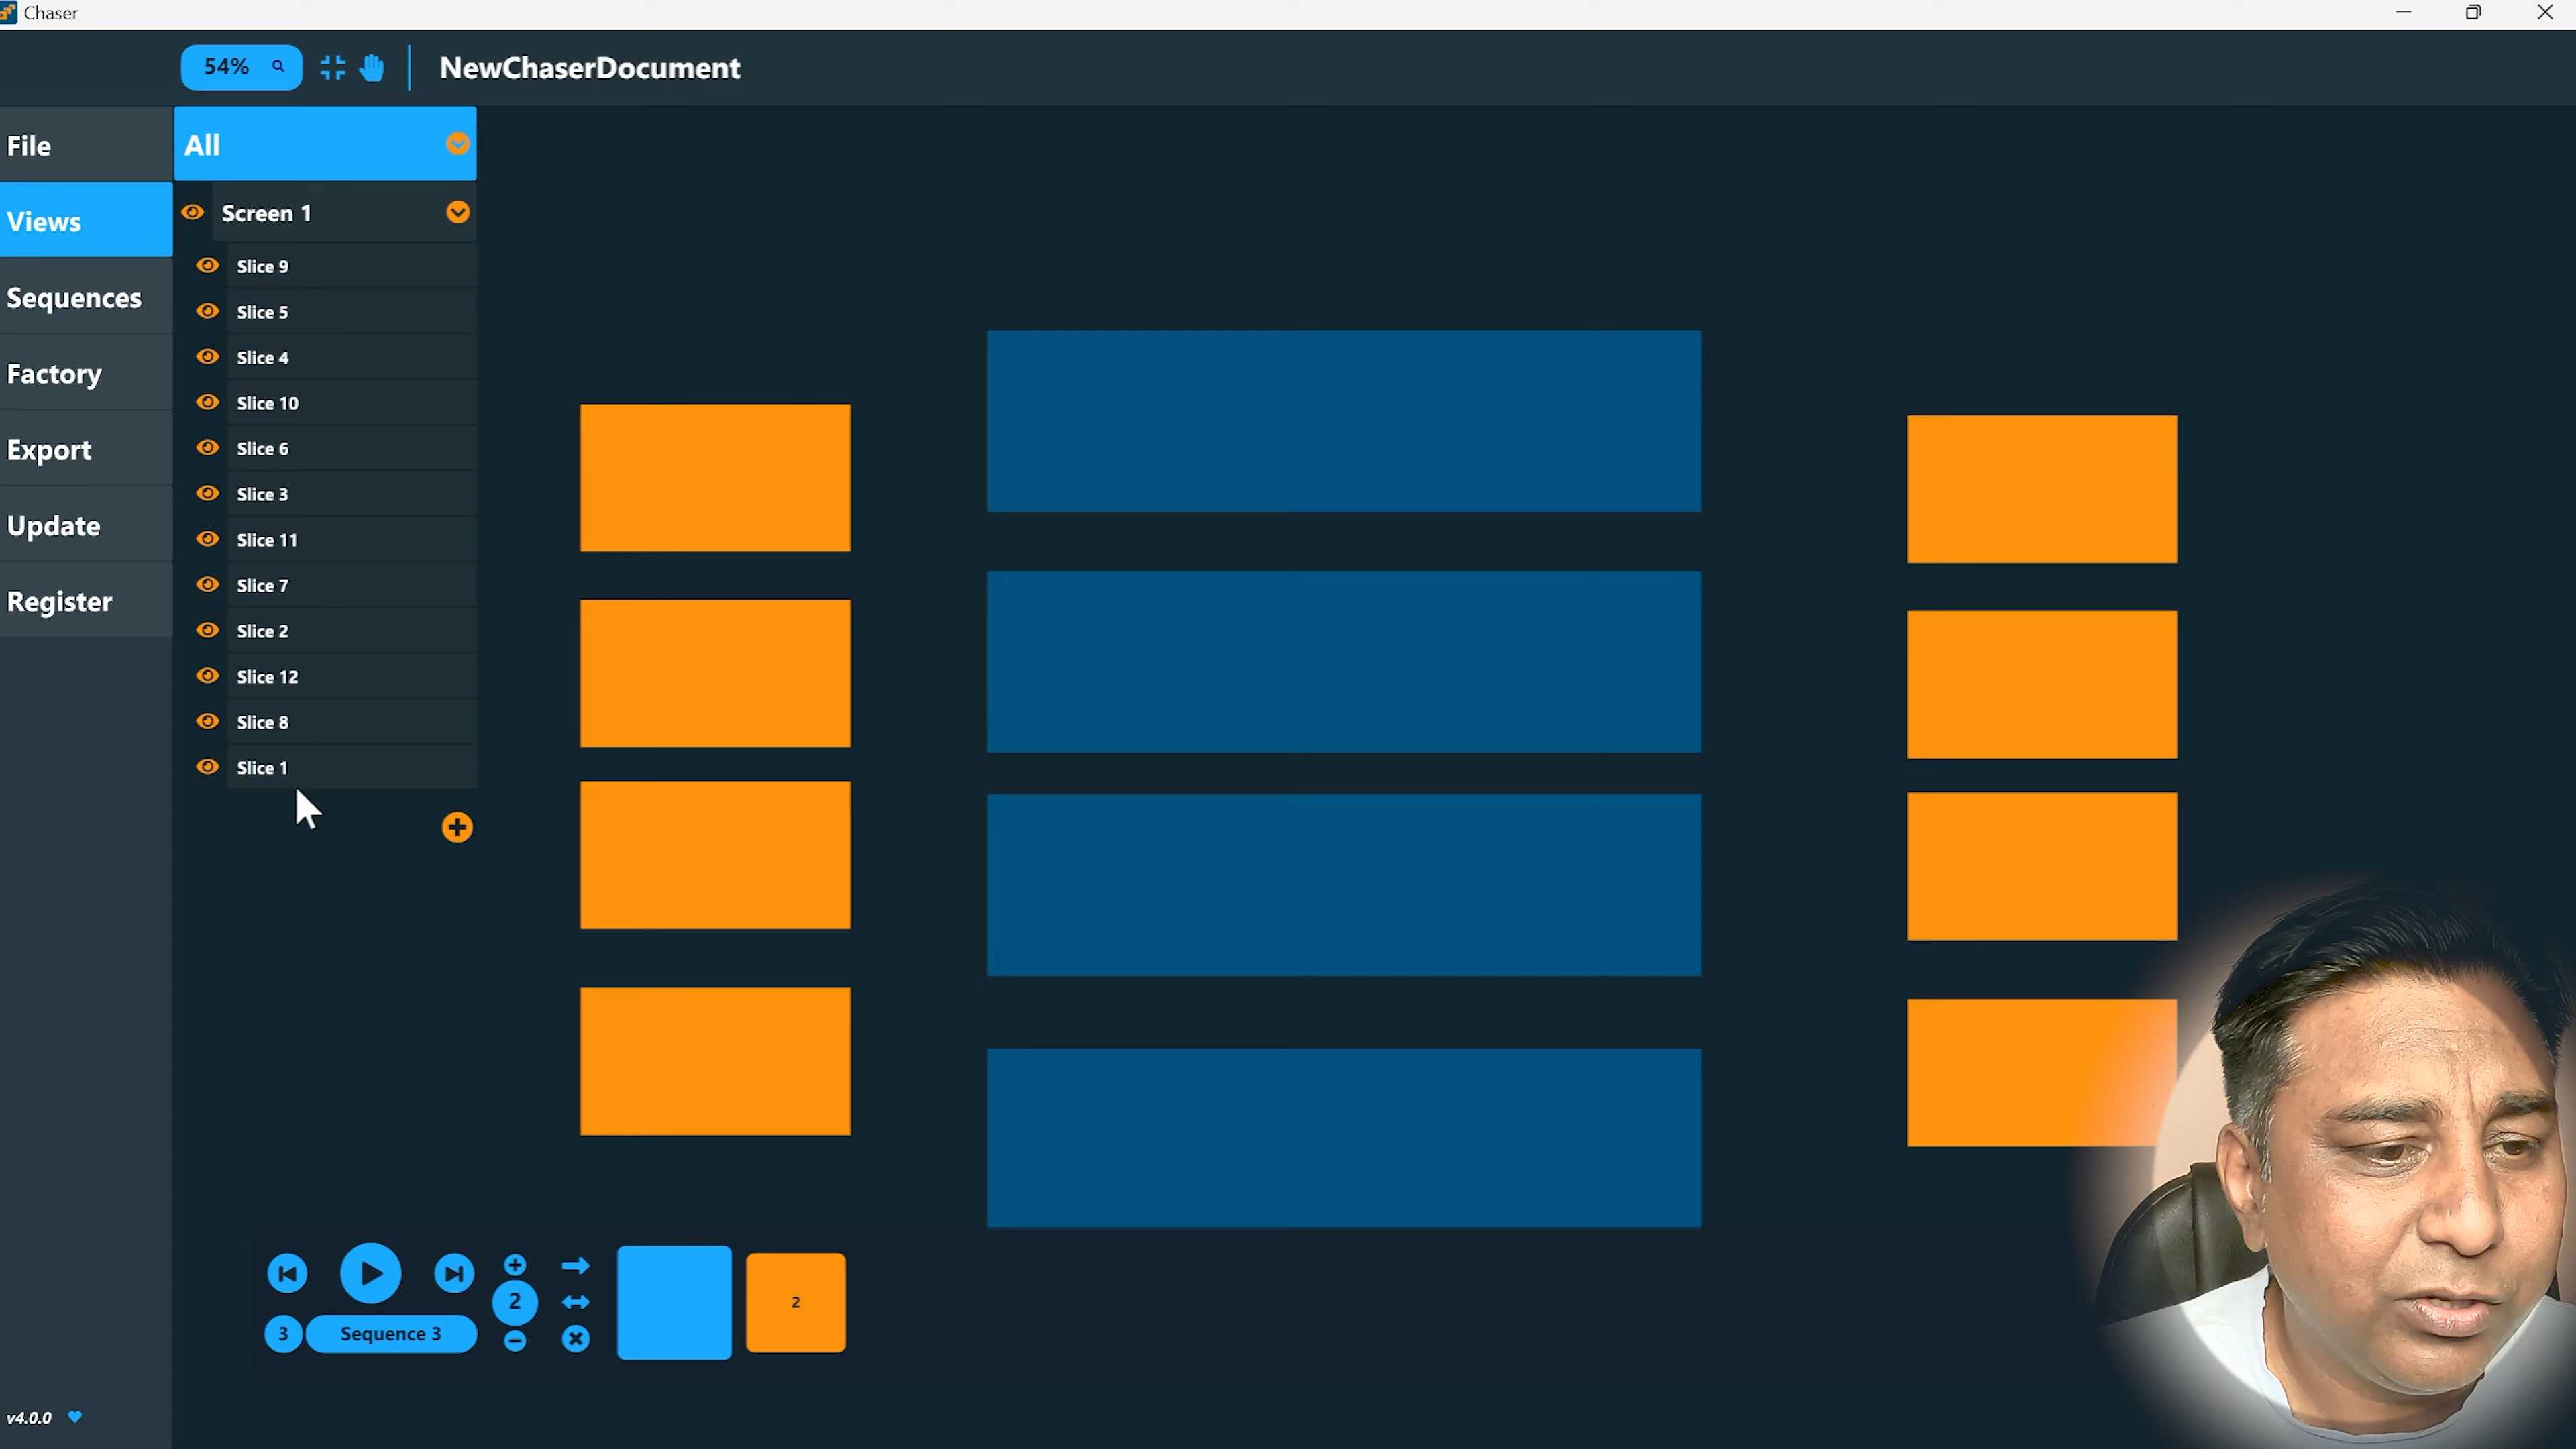 Chaser
54%
NewChaserDocument
File
Views
Sequences
Factory
Export
Update
Register
All
Screen 1
Slice 9
Slice 5
Slice 4
Slice 10
Slice 6
Slice 3
Slice 11
Slice 7
Slice 2
Slice 12
Slice 8
Slice 1
2
2
3 Sequence 3
v4.0.0